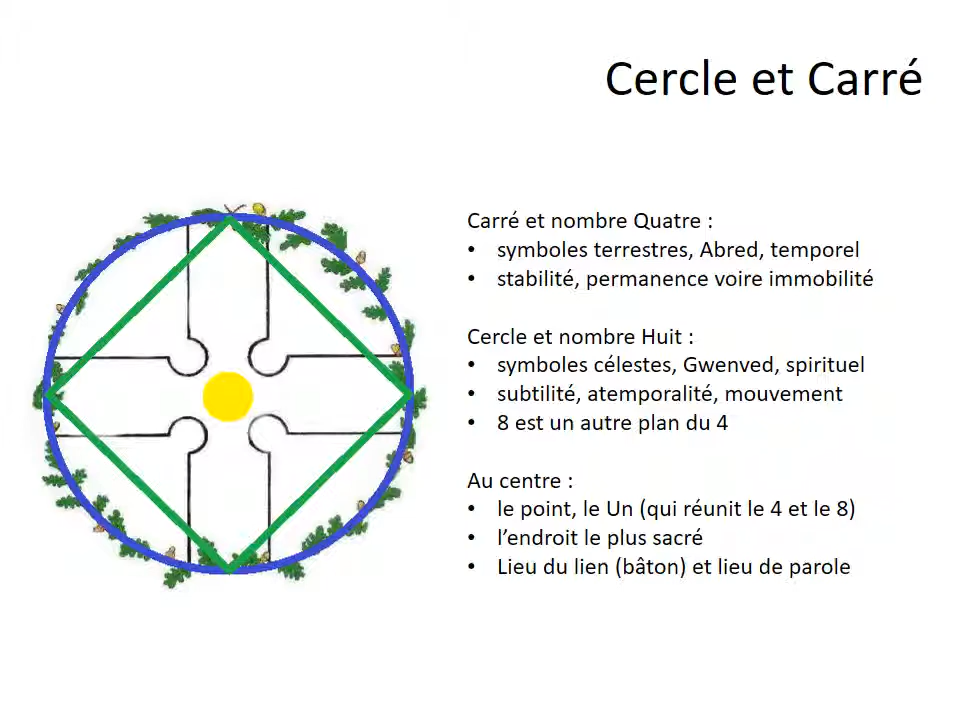 Cercle et Carré
Carré et nombre Quatre :
• symboles terrestres, Abred, temporel
• stabilité, permanence voire immobilité
Cercle et nombre Huit :
• symboles célestes, Gwenved, spirituel
• subtilité, atemporalité, mouvement
• 8 est un autre plan du 4
Au centre :
• le point, le Un (qui réunit le 4 et le 8)
• l’endroit le plus sacré
• Lieu du lien (bâton) et lieu de parole